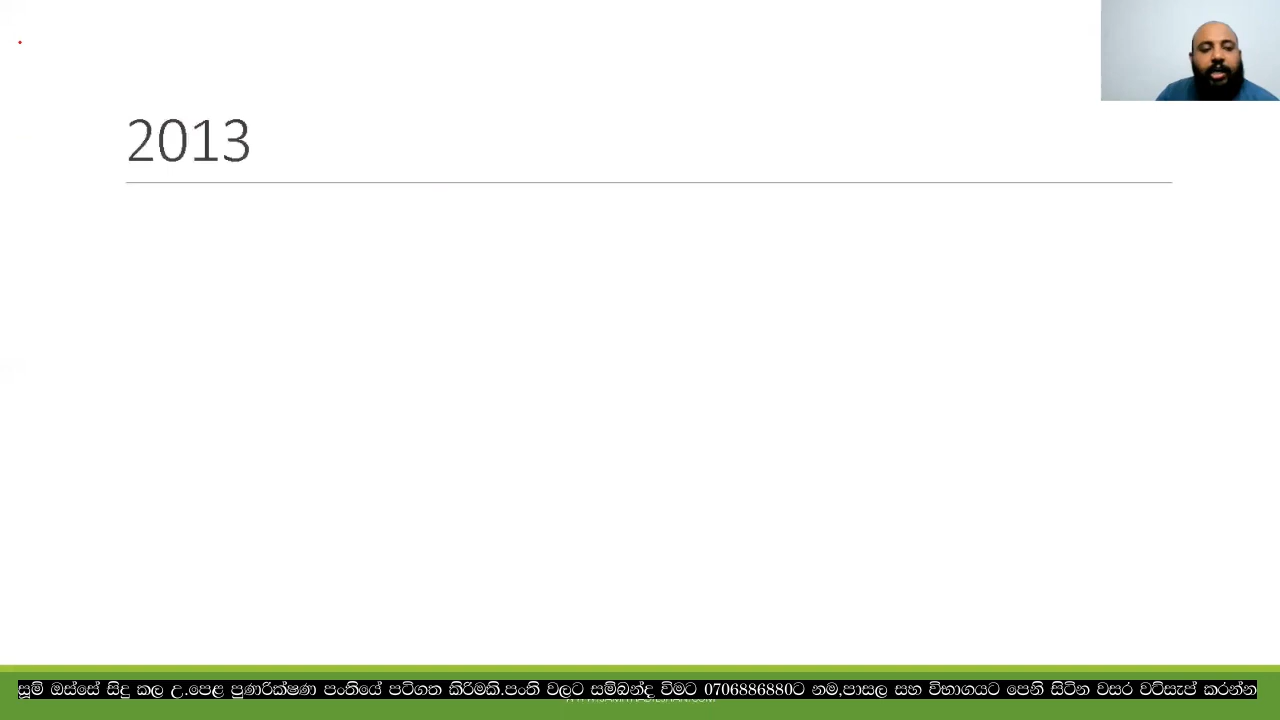 2013
සූම් ඔස්සේ සිදු කල උ.පෙළ පුණරික්ෂණ පංතියේ පටිගත කිරිමකි.පංති වලට සම්බන්ද විමට 0706886880ට නම,පාසල සහ විභාගයට පෙනි සිටින වසර වට්සැප් කරන්න